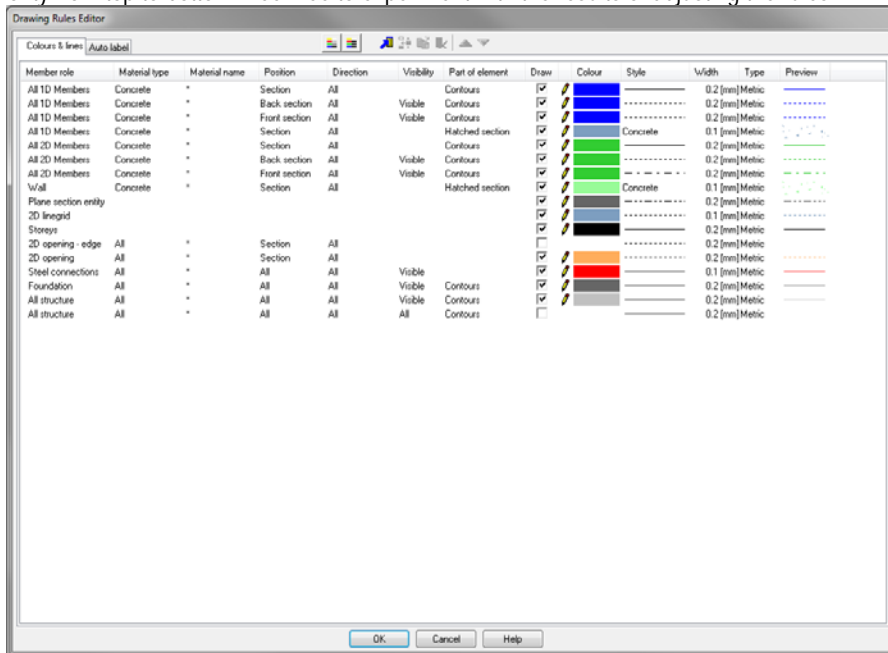 Drawing Rules Editor
Colours & lines Auto label
Member role Material type Material name Position Direction Visibility Part of element Draw Colour Style Width Type Preview
All 1D Members Concrete * Section All Contours 0.2 [mm] Metric
All 1D Members Concrete * Back section All Visible Contours 0.2 [mm] Metric
All 1D Members Concrete * Front section All Visible Contours 0.2 [mm] Metric
All 1D Members Concrete * Section All Hatched section Concrete 0.1 [mm] Metric
All 2D Members Concrete * Section All Contours 0.2 [mm] Metric
All 2D Members Concrete * Back section All Visible Contours 0.2 [mm] Metric
All 2D Members Concrete * Front section All Visible Contours 0.2 [mm] Metric
Wall Concrete * Section All Hatched section Concrete 0.1 [mm] Metric
Plane section entity 0.2 [mm] Metric
2D linegrid 0.1 [mm] Metric
Storeys 0.2 [mm] Metric
2D opening - edge All * Section All 0.2 [mm] Metric
2D opening All * Section All 0.2 [mm] Metric
Steel connections All * All All Visible 0.1 [mm] Metric
Foundation All * All All Visible Contours 0.2 [mm] Metric
All structure All * All All Visible Contours 0.2 [mm] Metric
All structure All * All All All Contours 0.2 [mm] Metric
OK Cancel Help